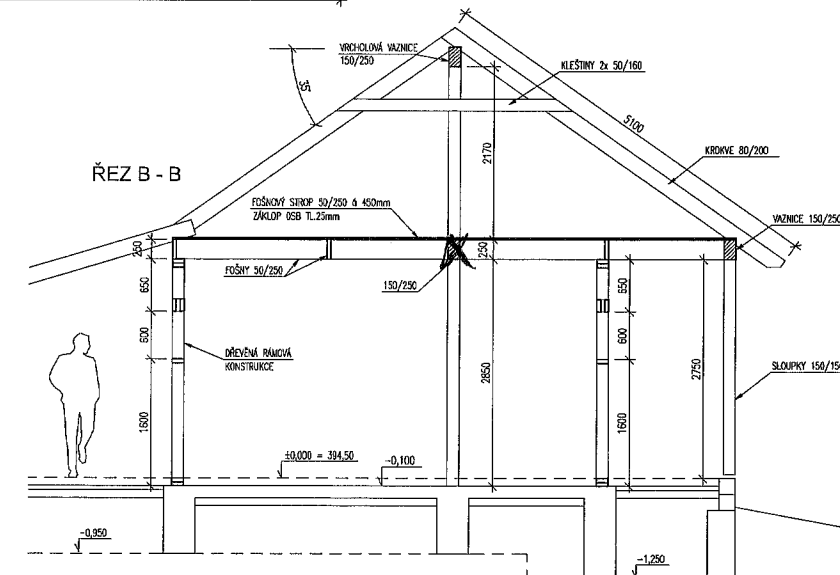 VRCHOLOVÁ VAZNICE
150/250
KLEŠTINY 2x 50/160
35°
5100
2170
KROKVE 80/200
ŘEZ B - B
FOŠNOVÝ STROP 50/250 á 450mm
ZÁKLOP OSB TL.25mm
VAZNICE 150/250
250
250
FOŠNY 50/250
150/250
650
650
600
600
DŘEVĚNÁ RÁMOVÁ
KONSTRUKCE
2850
2750
SLOUPKY 150/15
1600
1600
±0,000 = 394,50
-0,100
-0,950
-1,250